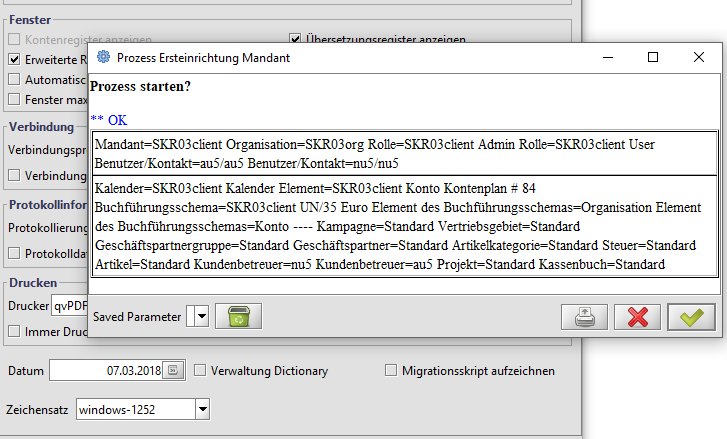 Fenster
Kontenregister anzeigen
Übersetzungsregister anzeigen
Erweiterte R
Automatisc
Fenster max
Verbindung
Verbindungspr
Verbindung
Protokollinfor
Protokollierung
Protokolldat
Drucken
Drucker qvPDF
Immer Druc
Prozess Ersteinrichtung Mandant
Prozess starten?
** OK
Mandant=SKR03client Organisation=SKR03org Rolle=SKR03client Admin Rolle=SKR03client User
Benutzer/Kontakt=au5/au5 Benutzer/Kontakt=nu5/nu5
Kalender=SKR03client Kalender Element=SKR03client Konto Kontenplan # 84
Buchführungsschema=SKR03client UN/35 Euro Element des Buchführungsschemas=Organisation Element
des Buchführungsschemas=Konto ---- Kampagne=Standard Vertriebsgebiet=Standard
Geschäftspartnergruppe=Standard Geschäftspartner=Standard Artikelkategorie=Standard Steuer=Standard
Artikel=Standard Kundenbetreuer=nu5 Kundenbetreuer=au5 Projekt=Standard Kassenbuch=Standard
Saved Parameter
Datum 07.03.2018 Verwaltung Dictionary Migrationsskript aufzeichnen
Zeichensatz windows-1252